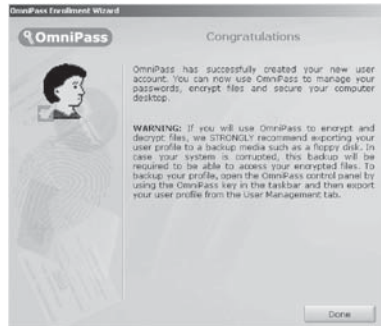 OmniPass Enrollment Wizard
OmniPass
Congratulations
OmniPass has successfully created your new user
account. You can now use OmniPass to manage your
passwords, encrypt files and secure your computer
desktop.
WARNING: If you will use OmniPass to encrypt and
decrypt files, we STRONGLY recommend exporting your
user profile to a backup media such as a floppy disk. In
case your system is corrupted, this backup will be
required to be able to access your encrypted files. To
backup your profile, open the OmniPass control panel by
using the OmniPass key in the taskbar and then export
your user profile from the User Management tab.
Done